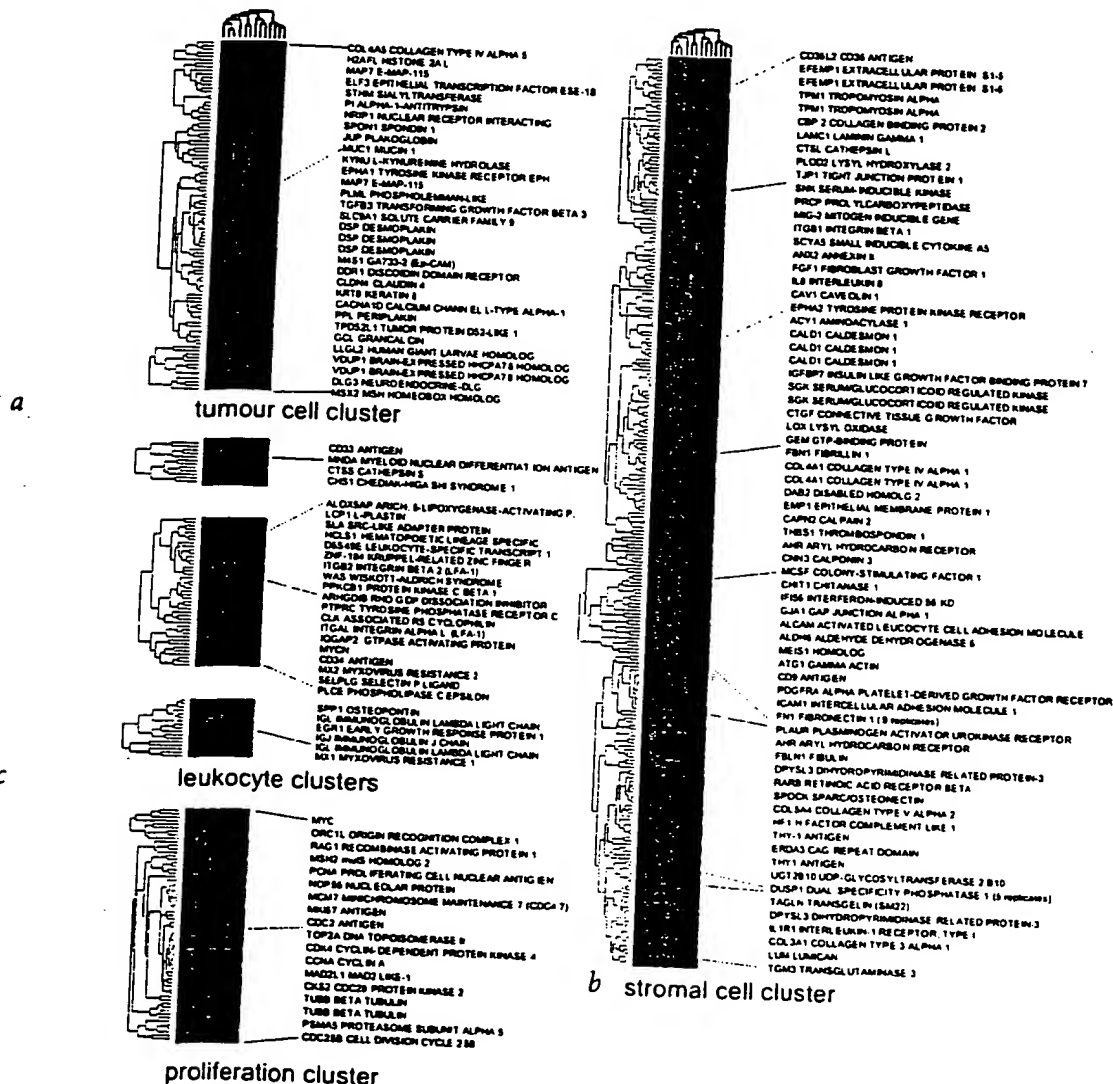 COL4A5 COLLAGEN TYPE IV ALPHA 5
H2AFL HISTONE 2A L
MAP7 E-MAP-115
ELF3 EPITHELIAL TRANSCRIPTION FACTOR ESE-1B
STHM SIALYLTRANSFERASE
PI ALPHA-1-ANTITRYPSIN
NRIP1 NUCLEAR RECEPTOR INTERACTING
SPON1 SPONDIN 1
JUP PLAKOGLOBIN
MUC1 MUCIN 1
KYNU L-KYNURENINE HYDROLASE
EPHA1 TYROSINE KINASE RECEPTOR EPH
MAP7 E-MAP-115
PLML PHOSPHOLEMMAN-LIKE
TGFB3 TRANSFORMING GROWTH FACTOR BETA 3
SLC9A1 SOLUTE CARRIER FAMILY 9
DSP DESMOPLAKIN
DSP DESMOPLAKIN
DSP DESMOPLAKIN
M4S1 GA733-2 (Ep-CAM)
DDR1 DISCOIDIN DOMAIN RECEPTOR
CLDN4 CLAUDIN 4
KRT8 KERATIN 8
CACNA1D CALCIUM CHANNEL L-TYPE ALPHA-1
PPL PERIPLAKIN
TPD52L1 TUMOR PROTEIN D52-LIKE 1
GCL GRANCALCIN
LLGL2 HUMAN GIANT LARVAE HOMOLOG
VDUP1 BRAIN-EXPRESSED HHCPA78 HOMOLOG
VDUP1 BRAIN-EXPRESSED HHCPA78 HOMOLOG
DLG3 NEUROENDOCRINE-DLG
MSX2 MSH HOMEOBOX HOMOLOG
a
tumour cell cluster
CD33 ANTIGEN
MNDA MYELOID NUCLEAR DIFFERENTIATION ANTIGEN
CTSS CATHEPSIN S
CHS1 CHEDIAK-HIGASHI SYNDROME 1
ALOX5AP ARICH. 5-LIPOXYGENASE-ACTIVATING P.
LCP1 L-PLASTIN
SLA SRC-LIKE ADAPTER PROTEIN
HCLS1 HEMATOPOETIC LINEAGE SPECIFIC
D6S49E LEUKOCYTE-SPECIFIC TRANSCRIPT 1
ZNF-184 KRUPPEL-RELATED ZINC FINGER
ITGB2 INTEGRIN BETA 2 (LFA-1)
WAS WISKOTT-ALDRICH SYNDROME
PPKCB1 PROTEIN KINASE C BETA 1
ARHGDIB RHO GDP DISSOCIATION INHIBITOR
PTPRC TYROSINE PHOSPHATASE RECEPTOR C
CLK ASSOCIATED RS CYCLOPHILIN
ITGAL INTEGRIN ALPHA L (LFA-1)
IQGAP2 GTPASE ACTIVATING PROTEIN
MYCN
CD34 ANTIGEN
MX2 MYXOVIRUS RESISTANCE 2
SELPLG SELECTIN P LIGAND
PLCE PHOSPHOLIPASE C EPSILON
SPP1 OSTEOPONTIN
IGL IMMUNOGLOBULIN LAMBDA LIGHT CHAIN
EGR1 EARLY GROWTH RESPONSE PROTEIN 1
IGJ IMMUNOGLOBULIN J CHAIN
IGL IMMUNOGLOBULIN LAMBDA LIGHT CHAIN
MX1 MYXOVIRUS RESISTANCE 1
c
leukocyte clusters
MYC
ORC1L ORIGIN RECOGNITION COMPLEX 1
RAG1 RECOMBINASE ACTIVATING PROTEIN 1
MSH2 mutS HOMOLOG 2
PCNA PROLIFERATING CELL NUCLEAR ANTIGEN
NOP56 NUCLEOLAR PROTEIN
MCM7 MINICHROMOSOME MAINTENANCE 7 (CDC47)
MKI67 ANTIGEN
CDC2 ANTIGEN
TOP2A DNA TOPOISOMERASE II
CDK4 CYCLIN-DEPENDENT PROTEIN KINASE 4
CCNA CYCLIN A
MAD2L1 MAD2 LIKE-1
CKS2 CDC28 PROTEIN KINASE 2
TUBB BETA TUBULIN
TUBB BETA TUBULIN
PSMA5 PROTEASOME SUBUNIT ALPHA 5
CDC25B CELL DIVISION CYCLE 25B
proliferation cluster
CD36L2 CD36 ANTIGEN
EFEMP1 EXTRACELLULAR PROTEIN S1-5
EFEMP1 EXTRACELLULAR PROTEIN S1-5
TPM1 TROPOMYOSIN ALPHA
TPM1 TROPOMYOSIN ALPHA
CBP2 COLLAGEN BINDING PROTEIN 2
LAMC1 LAMININ GAMMA 1
CTSL CATHEPSIN L
PLOD2 LYSYL HYDROXYLASE 2
TJP1 TIGHT JUNCTION PROTEIN 1
SNK SERUM-INDUCIBLE KINASE
PRCP PROLYLCARBOXYPEPTIDASE
MIG-2 MITOGEN INDUCIBLE GENE
ITGB1 INTEGRIN BETA 1
SCYA5 SMALL INDUCIBLE CYTOKINE A5
ANX2 ANNEXIN II
FGF1 FIBROBLAST GROWTH FACTOR 1
IL8 INTERLEUKIN 8
CAV1 CAVEOLIN 1
EPHA2 TYROSINE PROTEIN KINASE RECEPTOR
ACY1 AMINOACYLASE 1
CALD1 CALDESMON 1
CALD1 CALDESMON 1
CALD1 CALDESMON 1
IGFBP7 INSULIN LIKE GROWTH FACTOR BINDING PROTEIN 7
SGK SERUM/GLUCOCORTICOID REGULATED KINASE
SGK SERUM/GLUCOCORTICOID REGULATED KINASE
CTGF CONNECTIVE TISSUE GROWTH FACTOR
LOX LYSYL OXIDASE
GEM GTP-BINDING PROTEIN
FBN1 FIBRILLIN 1
COL4A1 COLLAGEN TYPE IV ALPHA 1
COL4A1 COLLAGEN TYPE IV ALPHA 1
DAB2 DISABLED HOMOLG 2
EMP1 EPITHELIAL MEMBRANE PROTEIN 1
CAPN2 CALPAIN 2
THBS1 THROMBOSPONDIN 1
AHR ARYL HYDROCARBON RECEPTOR
CNN3 CALPONIN 3
MCSF COLONY-STIMULATING FACTOR 1
CHIT1 CHITANASE 1
IFI56 INTERFERON-INDUCED 56 KD
GJA1 GAP JUNCTION ALPHA 1
ALCAM ACTIVATED LEUCOCYTE CELL ADHESION MOLECULE
ALDH6 ALDEHYDE DEHYDROGENASE 6
MEIS1 HOMOLOG
ATG1 GAMMA ACTIN
CD9 ANTIGEN
PDGFRA ALPHA PLATELET-DERIVED GROWTH FACTOR RECEPTOR
ICAM1 INTERCELLULAR ADHESION MOLECULE 1
FN1 FIBRONECTIN 1 (9 replicates)
PLAUR PLASMINOGEN ACTIVATOR UROKINASE RECEPTOR
AHR ARYL HYDROCARBON RECEPTOR
FBLN1 FIBULIN
DPYSL3 DIHYDROPYRIMIDINASE RELATED PROTEIN-3
RARB RETINOIC ACID RECEPTOR BETA
SPOCK SPARC/OSTEONECTIN
COL5A4 COLLAGEN TYPE V ALPHA 2
HF1 H FACTOR COMPLEMENT LIKE 1
THY-1 ANTIGEN
ERDA3 CAG REPEAT DOMAIN
THY1 ANTIGEN
UGT2B10 UDP-GLYCOSYLTRANSFERASE 2 B10
DUSP1 DUAL SPECIFICITY PHOSPHATASE 1 (5 replicates)
TAGLN TRANSGELIN (SM22)
DPYSL3 DIHYDROPYRIMIDINASE RELATED PROTEIN-3
IL1R1 INTERLEUKIN-1 RECEPTOR, TYPE I
COL3A1 COLLAGEN TYPE 3 ALPHA 1
LUM LUMICAN
TGM3 TRANSGLUTAMINASE 3
b stromal cell cluster